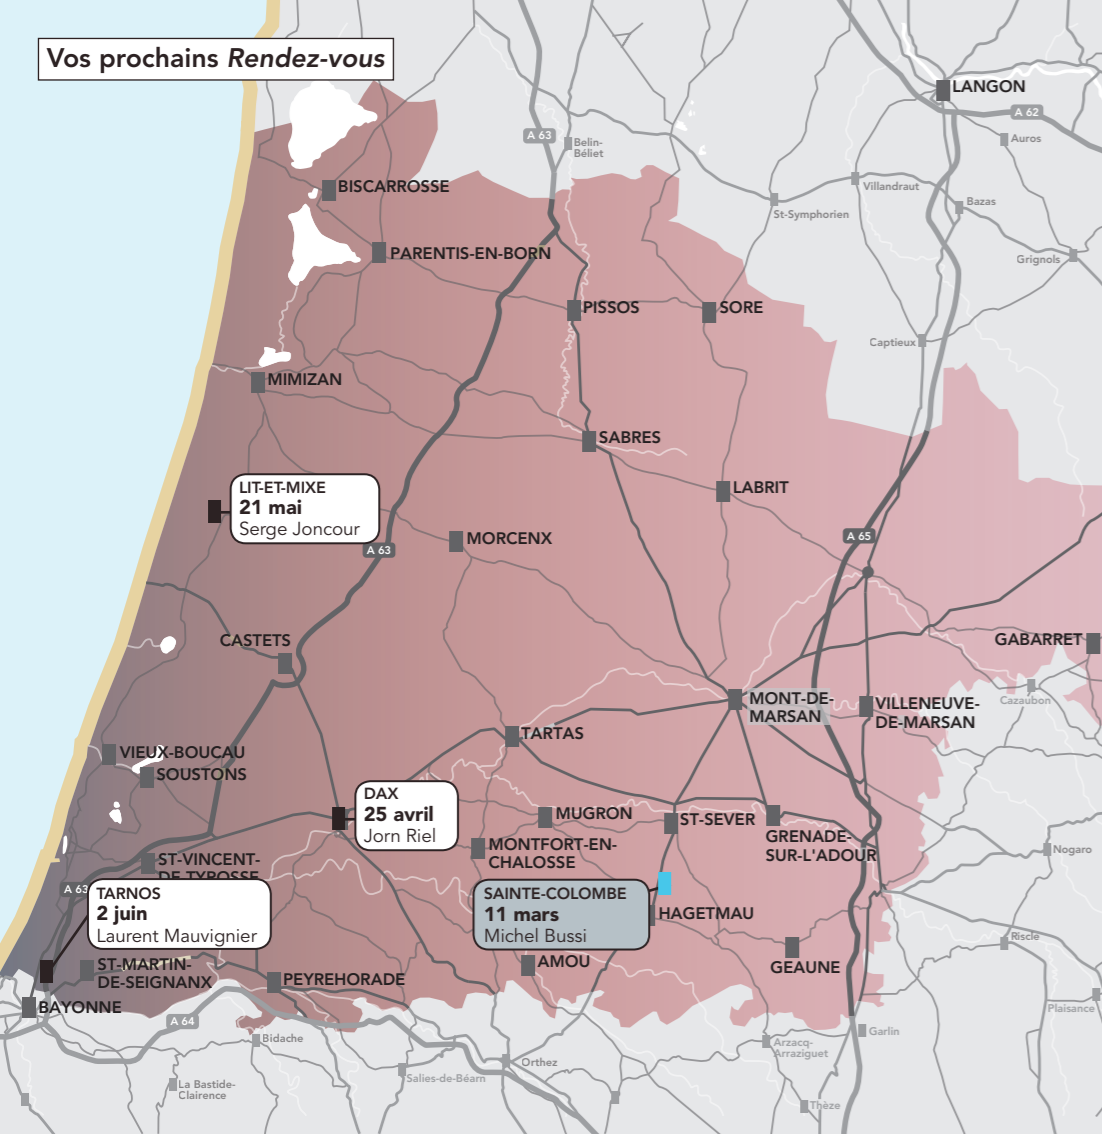 Vos prochains Rendez-vous
LANGON
A 62
A 63
Auros
Belin-
Béliet
BISCARROSSE
Villandraut
St-Symphorien
Bazas
PARENTIS-EN-BORN
Grignols
PISSOS
SORE
Captieux
MIMIZAN
SABRES
LABRIT
LIT-ET-MIXE
21 mai
Serge Joncour
A 63
MORCENX
A 65
CASTETS
GABARRET
MONT-DE-
MARSAN
VILLENEUVE-
DE-MARSAN
Cazaubon
TARTAS
VIEUX-BOUCAU
SOUSTONS
DAX
25 avril
Jorn Riel
MUGRON
ST-SEVER
GRENADE-
SUR-L'ADOUR
MONTFORT-EN-
CHALOSSE
Nogaro
ST-VINCENT-
DE-TYROSSE
A 63
TARNOS
2 juin
Laurent Mauvignier
SAINTE-COLOMBE
11 mars
Michel Bussi
HAGETMAU
Riscle
AMOU
GEAUNE
ST-MARTIN-
DE-SEIGNANX
PEYREHORADE
BAYONNE
A 64
Plaisance
Bidache
Garlin
Arzacq-
Arraziguet
Orthez
Salies-de-Béarn
La Bastide-
Clairence
Thèze